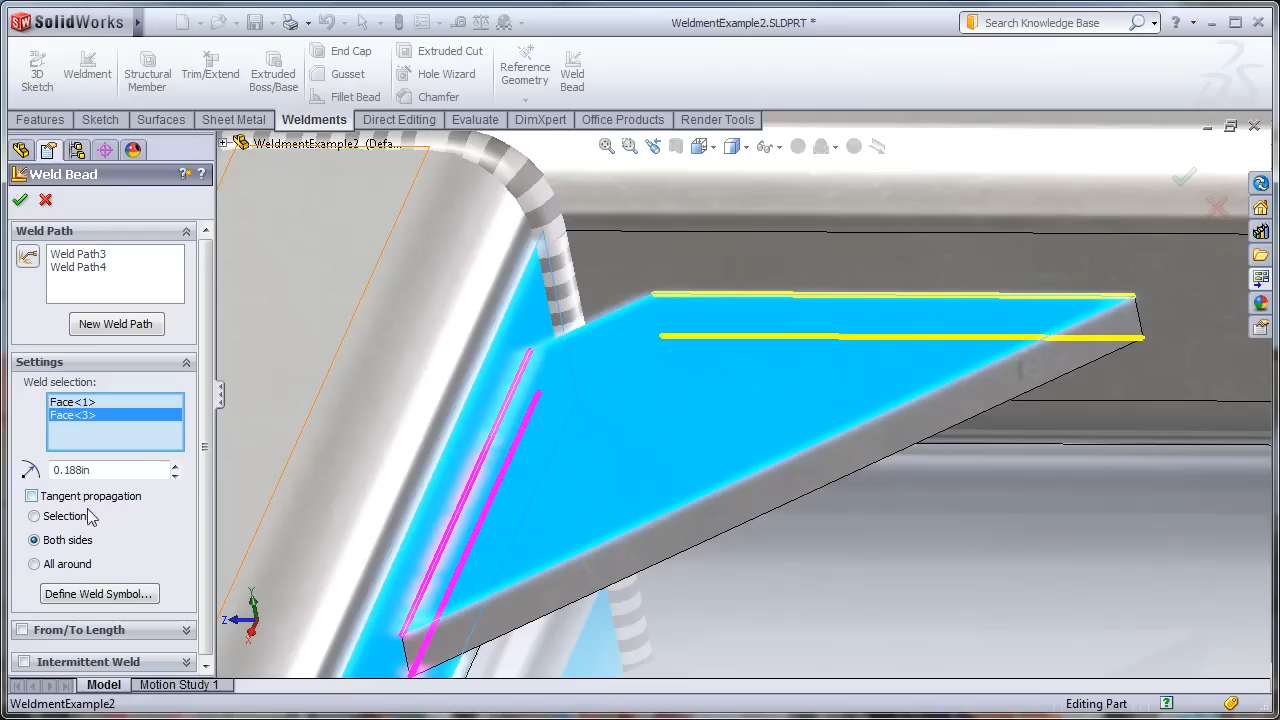 SolidWorks
WeldmentExample2.SLDPRT *
Search Knowledge Base
3D Sketch
Weldment
Structural Member
Trim/Extend
Extruded Boss/Base
End Cap
Gusset
Fillet Bead
Extruded Cut
Hole Wizard
Chamfer
Reference Geometry
Weld Bead
Features
Sketch
Surfaces
Sheet Metal
Weldments
Direct Editing
Evaluate
DimXpert
Office Products
Render Tools
WeldmentExample2 (Defa...
Weld Bead
Weld Path
Weld Path3
Weld Path4
New Weld Path
Settings
Weld selection:
Face<1>
Face<3>
0.188in
Tangent propagation
Selection
Both sides
All around
Define Weld Symbol...
From/To Length
Intermittent Weld
Y
Z
X
Model
Motion Study 1
WeldmentExample2
Editing Part